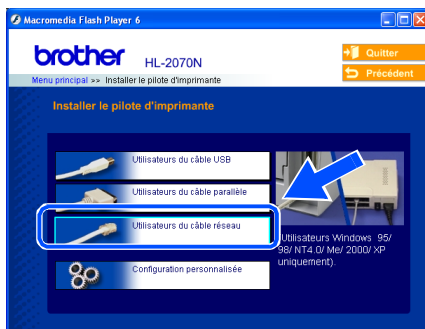 Macromedia Flash Player 6
brother
HL-2070N
Quitter
Menu principal >> Installer le pilote d'imprimante
Précédent
Installer le pilote d'imprimante
Utilisateurs du câble USB
Utilisateurs du câble parallèle
Utilisateurs du câble réseau
Configuration personnalisée
(Utilisateurs Windows 95/
98/ NT4.0/ Me/ 2000/ XP
uniquement).